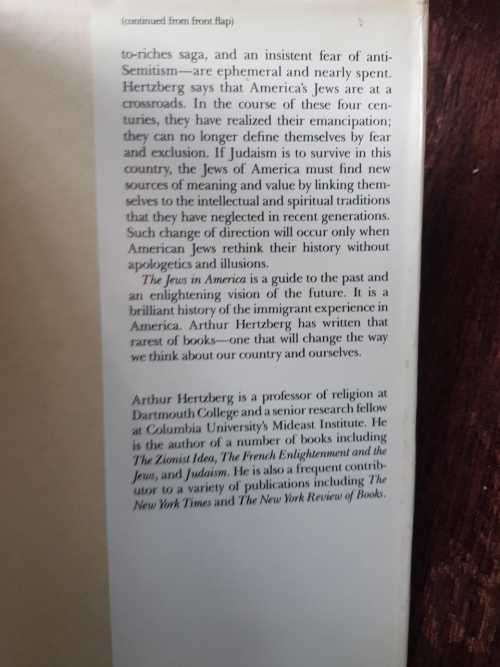 (continued from front flap)
to-riches saga, and an insistent fear of anti-
Semitism—are ephemeral and nearly spent.
Hertzberg says that America's Jews are at a
crossroads. In the course of these four cen-
turies, they have realized their emancipation;
they can no longer define themselves by fear
and exclusion. If Judaism is to survive in this
country, the Jews of America must find new
sources of meaning and value by linking them-
selves to the intellectual and spiritual traditions
that they have neglected in recent generations.
Such change of direction will occur only when
American Jews rethink their history without
apologetics and illusions.
The Jews in America is a guide to the past and
an enlightening vision of the future. It is a
brilliant history of the immigrant experience in
America. Arthur Hertzberg has written that
rarest of books—one that will change the way
we think about our country and ourselves.
Arthur Hertzberg is a professor of religion at
Dartmouth College and a senior research fellow
at Columbia University's Mideast Institute. He
is the author of a number of books including
The Zionist Idea, The French Enlightenment and the
Jews, and Judaism. He is also a frequent contrib-
utor to a variety of publications including The
New York Times and The New York Review of Books.